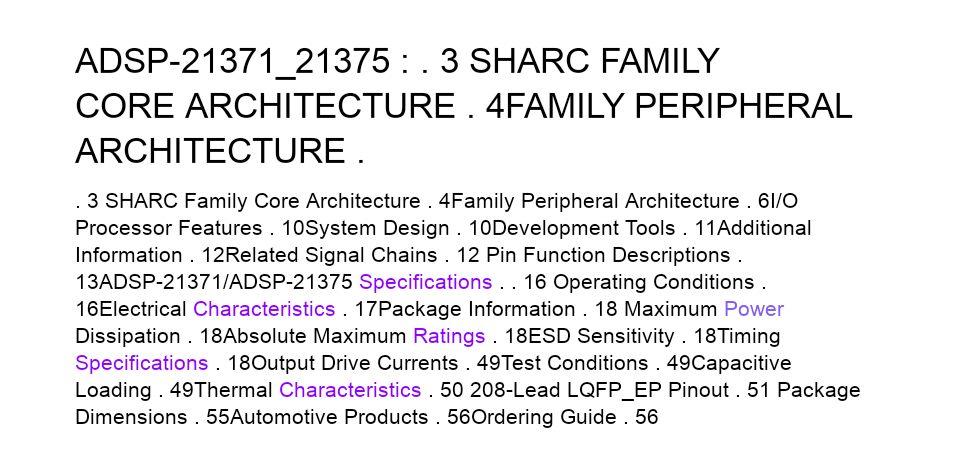 ADSP-21371_21375 : . 3 SHARC FAMILY
CORE ARCHITECTURE . 4FAMILY PERIPHERAL
ARCHITECTURE .
. 3 SHARC Family Core Architecture . 4Family Peripheral Architecture . 6I/O
Processor Features . 10System Design . 10Development Tools . 11Additional
Information . 12Related Signal Chains . 12 Pin Function Descriptions .
13ADSP-21371/ADSP-21375 Specifications . . 16 Operating Conditions .
16Electrical Characteristics . 17Package Information . 18 Maximum Power
Dissipation . 18Absolute Maximum Ratings . 18ESD Sensitivity . 18Timing
Specifications . 18Output Drive Currents . 49Test Conditions . 49Capacitive
Loading . 49Thermal Characteristics . 50 208-Lead LQFP_EP Pinout . 51 Package
Dimensions . 55Automotive Products . 56Ordering Guide . 56